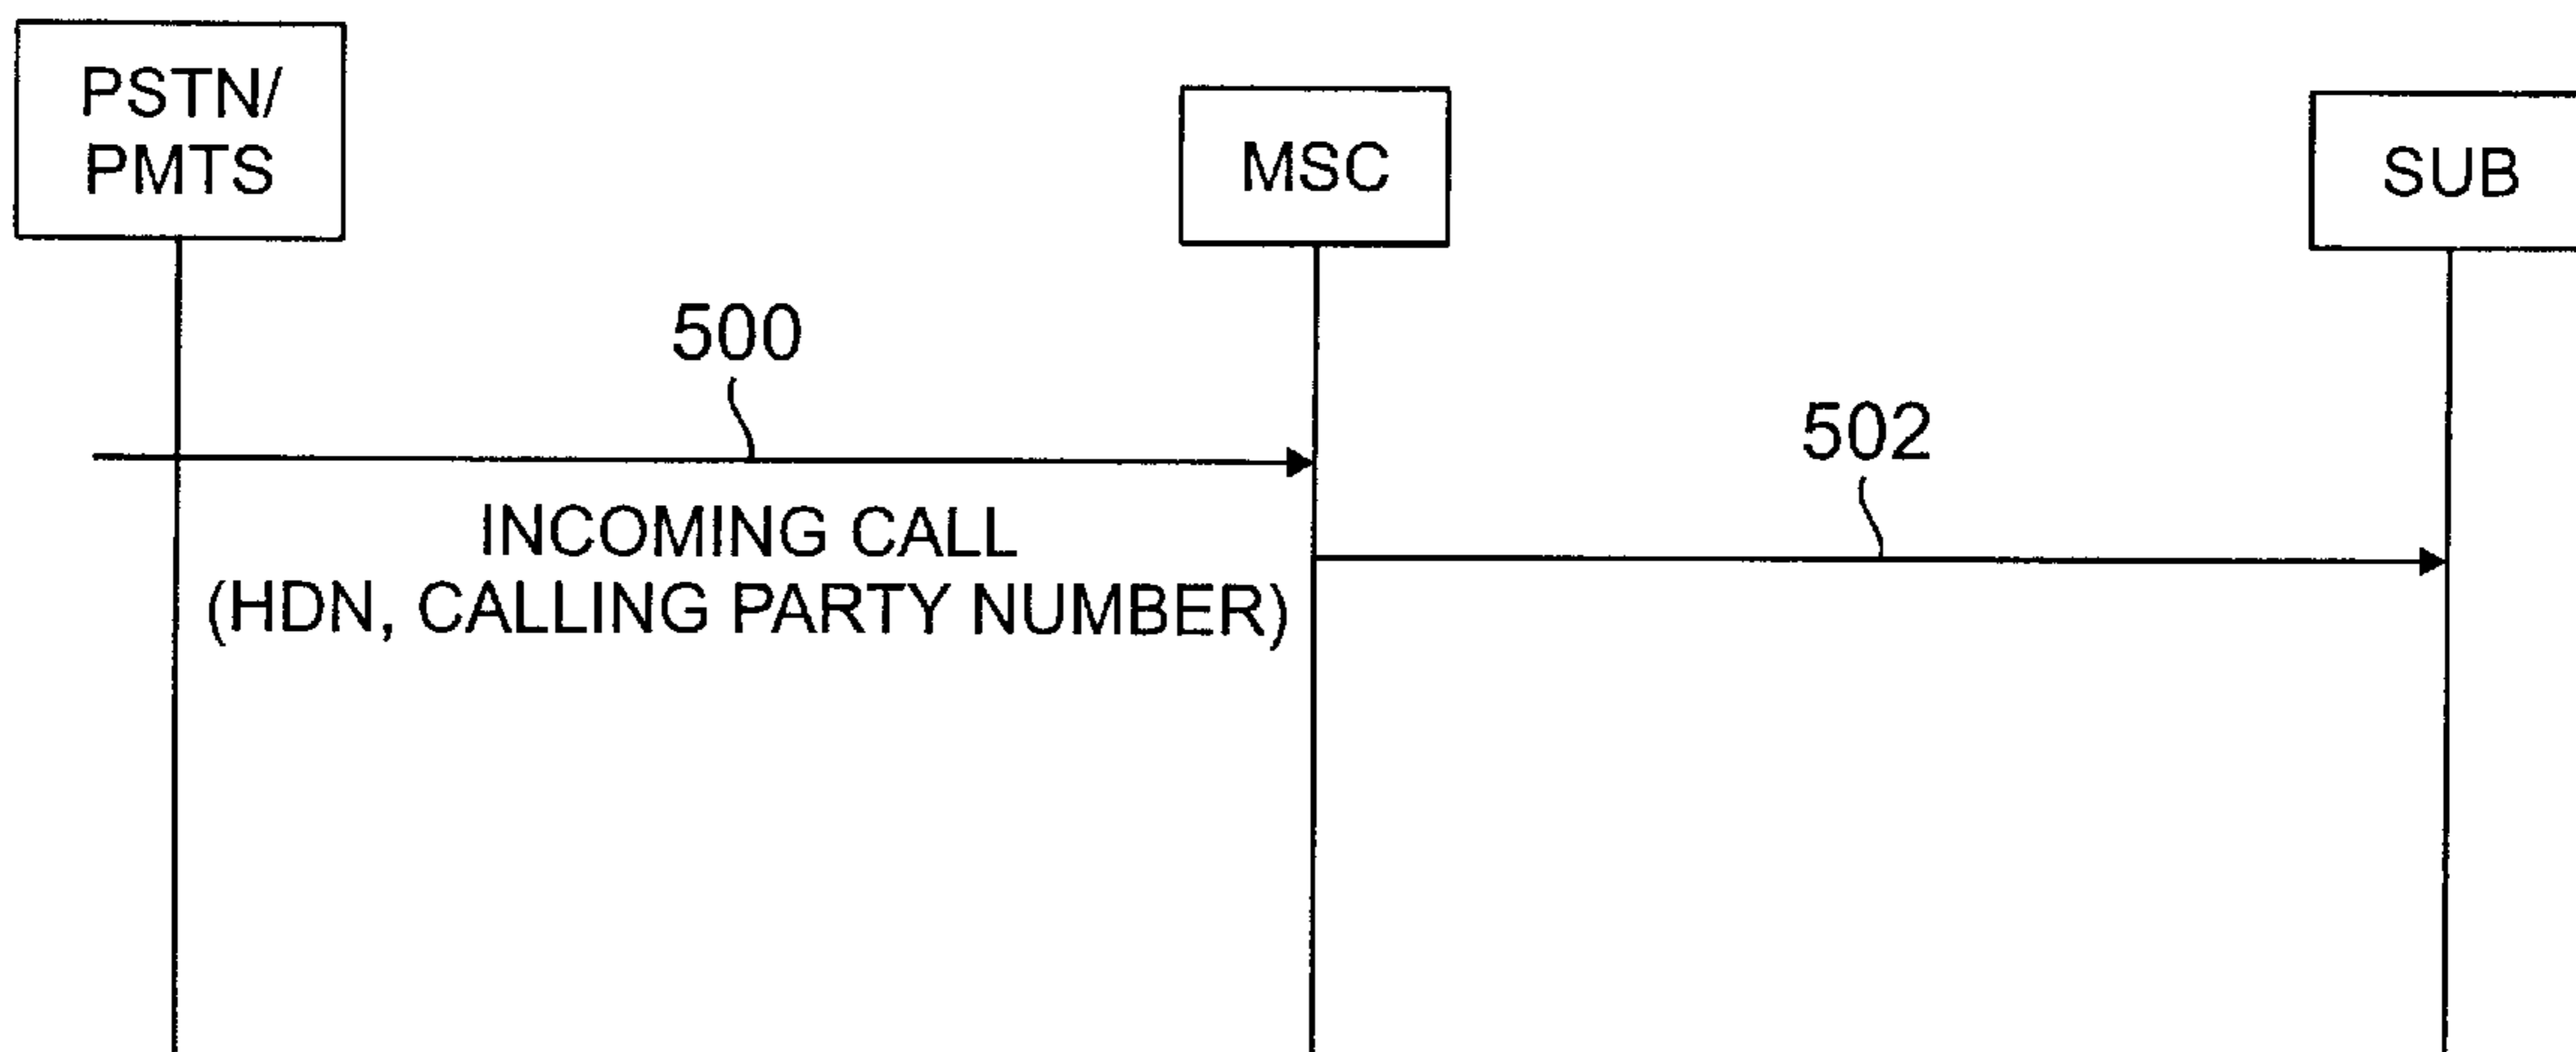 PSTN/
PMTS
MSC
SUB
500
502
INCOMING CALL
(HDN, CALLING PARTY NUMBER)